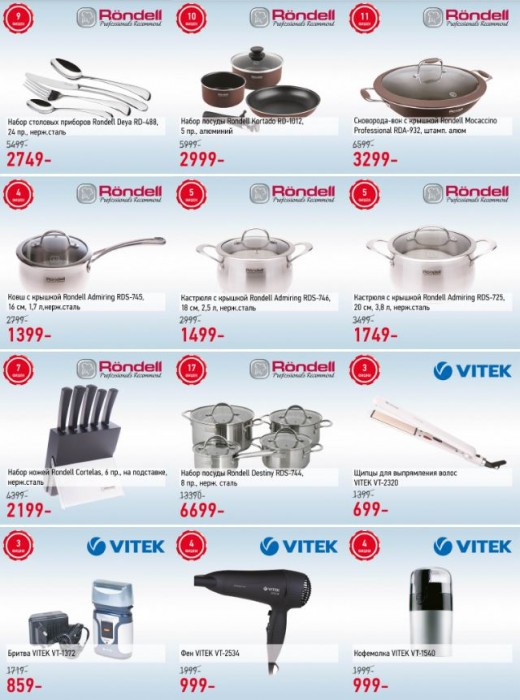 9
Röndell
Professionals Recommend
Набор столовых приборов Rondell Deya RD-488,
24 пр., нерж.сталь
5499-
2749-
10
Röndell
Professionals Recommend
Набор посуды Rondell Kortado RD-1012,
5 пр., алюминий
5999-
2999-
11
Röndell
Professionals Recommend
Сковорода-вок с крышкой Rondell Mocaccino
Professional RDA-932, штамп. алюм
6599-
3299-
4
Röndell
Professionals Recommend
Ковш с крышкой Rondell Admiring RDS-745,
16 см, 1,7 л,нерж.сталь
2799-
1399-
5
Röndell
Professionals Recommend
Кастрюля с крышкой Rondell Admiring RDS-746,
18 см, 2,5 л, нерж.сталь
2999-
1499-
5
Röndell
Professionals Recommend
Кастрюля с крышкой Rondell Admiring RDS-725,
20 см, 3,8 л, нерж.сталь
3499-
1749-
7
Röndell
Professionals Recommend
Набор ножей Rondell Cortelas, 6 пр., на подставке,
нерж.сталь
4399-
2199-
17
Röndell
Professionals Recommend
Набор посуды Rondell Destiny RDS-744,
8 пр., нерж. сталь
13390-
6699-
3
VITEK
Щипцы для выпрямления волос
VITEK VT-2320
1399-
699-
3
VITEK
Бритва VITEK VT-1372
1719-
859-
4
VITEK
Фен VITEK VT-2534
1999-
999-
4
VITEK
Кофемолка VITEK VT-1540
1999-
999-